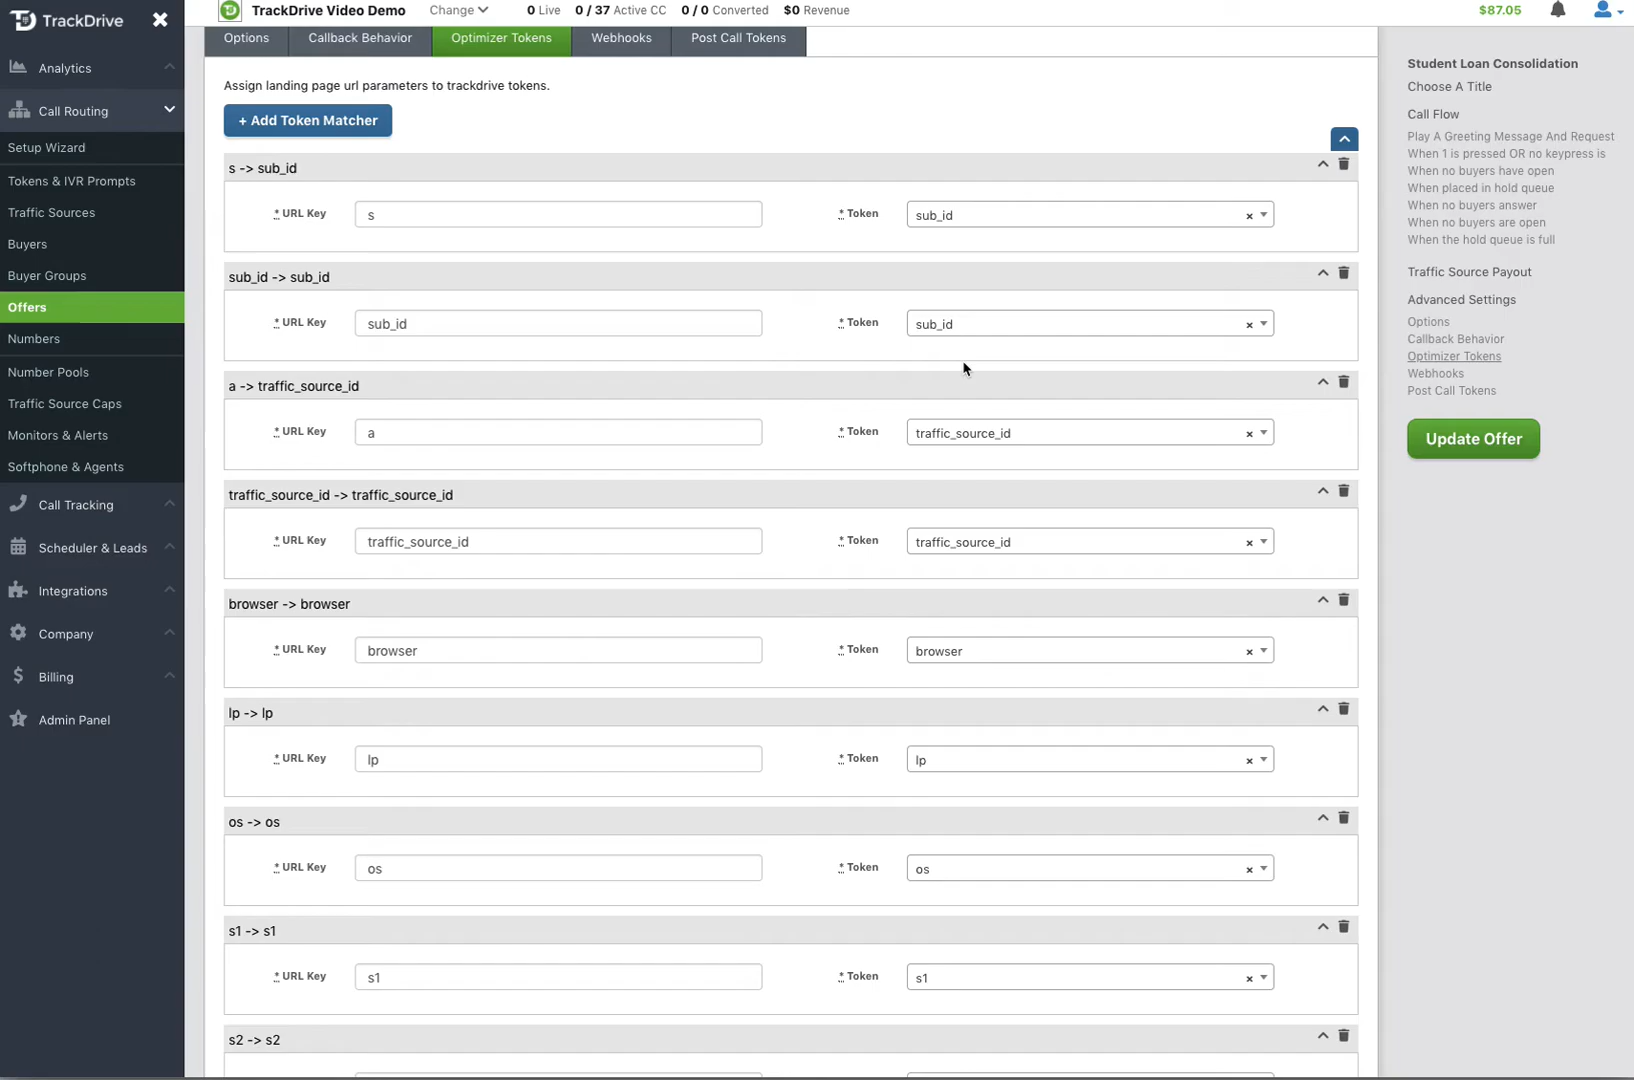 TrackDrive
Analytics
Call Routing
Setup Wizard
Tokens & IVR Prompts
Traffic Sources
Buyers
Buyer Groups
Offers
Numbers
Number Pools
Traffic Source Caps
Monitors & Alerts
Softphone & Agents
Call Tracking
Scheduler & Leads
Integrations
Company
Billing
Admin Panel
TrackDrive Video Demo Change 0 Live 0 / 37 Active CC 0 / 0 Converted $0 Revenue $87.05
Options Callback Behavior Optimizer Tokens Webhooks Post Call Tokens
Assign landing page url parameters to trackdrive tokens.
+ Add Token Matcher
s -> sub_id
* URL Key s * Token sub_id × 
sub_id -> sub_id
* URL Key sub_id * Token sub_id ×
a -> traffic_source_id
* URL Key a * Token traffic_source_id ×
traffic_source_id -> traffic_source_id
* URL Key traffic_source_id * Token traffic_source_id ×
browser -> browser
* URL Key browser * Token browser ×
lp -> lp
* URL Key lp * Token lp ×
os -> os
* URL Key os * Token os ×
s1 -> s1
* URL Key s1 * Token s1 ×
s2 -> s2
Student Loan Consolidation
Choose A Title
Call Flow
Play A Greeting Message And Request
When 1 is pressed OR no keypress is
When no buyers have open
When placed in hold queue
When no buyers answer
When no buyers are open
When the hold queue is full
Traffic Source Payout
Advanced Settings
Options
Callback Behavior
Optimizer Tokens
Webhooks
Post Call Tokens
Update Offer